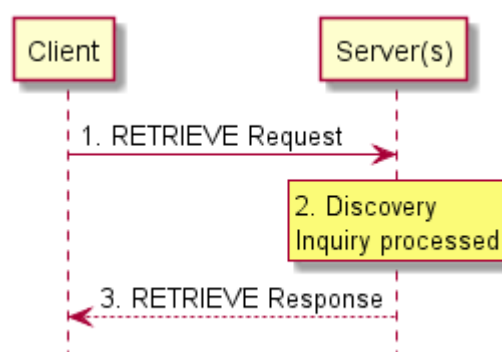 Client
Server(s)
1. RETRIEVE Request
2. Discovery
Inquiry processed
3. RETRIEVE Response